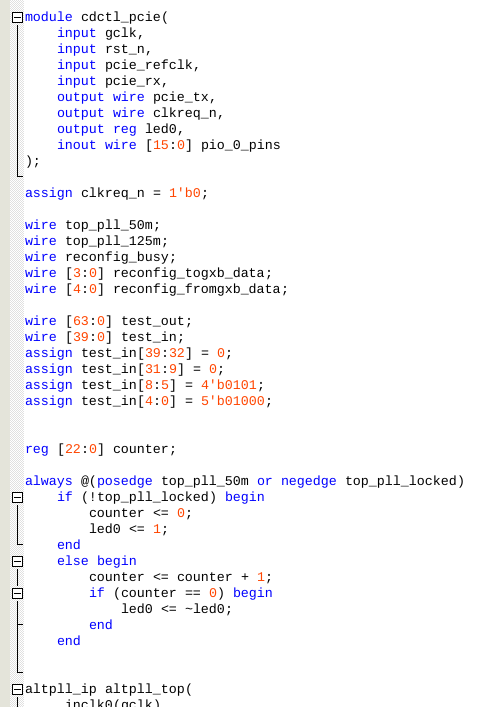 module cdctl_pcie(
    input gclk,
    input rst_n,
    input pcie_refclk,
    input pcie_rx,
    output wire pcie_tx,
    output wire clkreq_n,
    output reg led0,
    inout wire [15:0] pio_0_pins
);
assign clkreq_n = 1'b0;
wire top_pll_50m;
wire top_pll_125m;
wire reconfig_busy;
wire [3:0] reconfig_togxb_data;
wire [4:0] reconfig_fromgxb_data;
wire [63:0] test_out;
wire [39:0] test_in;
assign test_in[39:32] = 0;
assign test_in[31:9] = 0;
assign test_in[8:5] = 4'b0101;
assign test_in[4:0] = 5'b01000;
reg [22:0] counter;
always @(posedge top_pll_50m or negedge top_pll_locked)
    if (!top_pll_locked) begin
        counter <= 0;
        led0 <= 1;
    end
    else begin
        counter <= counter + 1;
        if (counter == 0) begin
            led0 <= ~led0;
        end
    end
altpll_ip altpll_top(
    .inclk0(gclk)